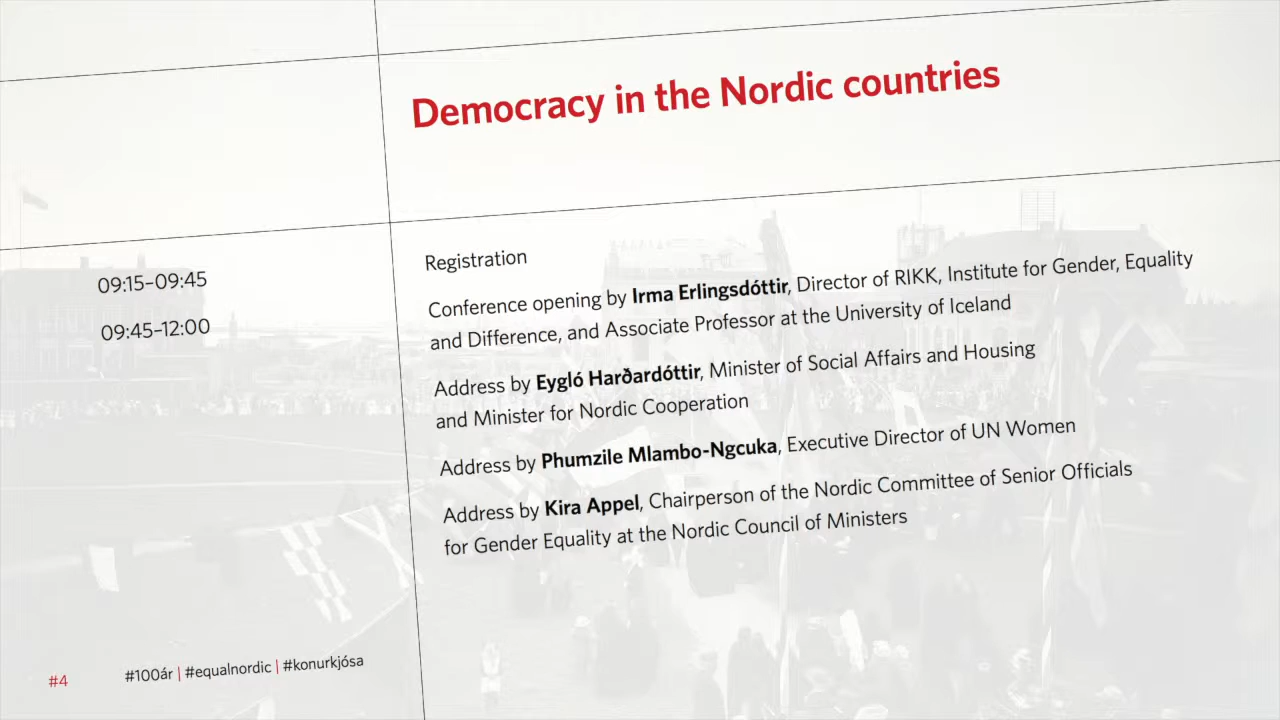 Democracy in the Nordic countries
09:15–09:45
Registration
09:45–12:00
Conference opening by Irma Erlingsdóttir, Director of RIKK, Institute for Gender, Equality
and Difference, and Associate Professor at the University of Iceland
Address by Eygló Harðardóttir, Minister of Social Affairs and Housing
and Minister for Nordic Cooperation
Address by Phumzile Mlambo-Ngcuka, Executive Director of UN Women
Address by Kira Appel, Chairperson of the Nordic Committee of Senior Officials
for Gender Equality at the Nordic Council of Ministers
#4 #100ár | #equalnordic | #konurkjósa